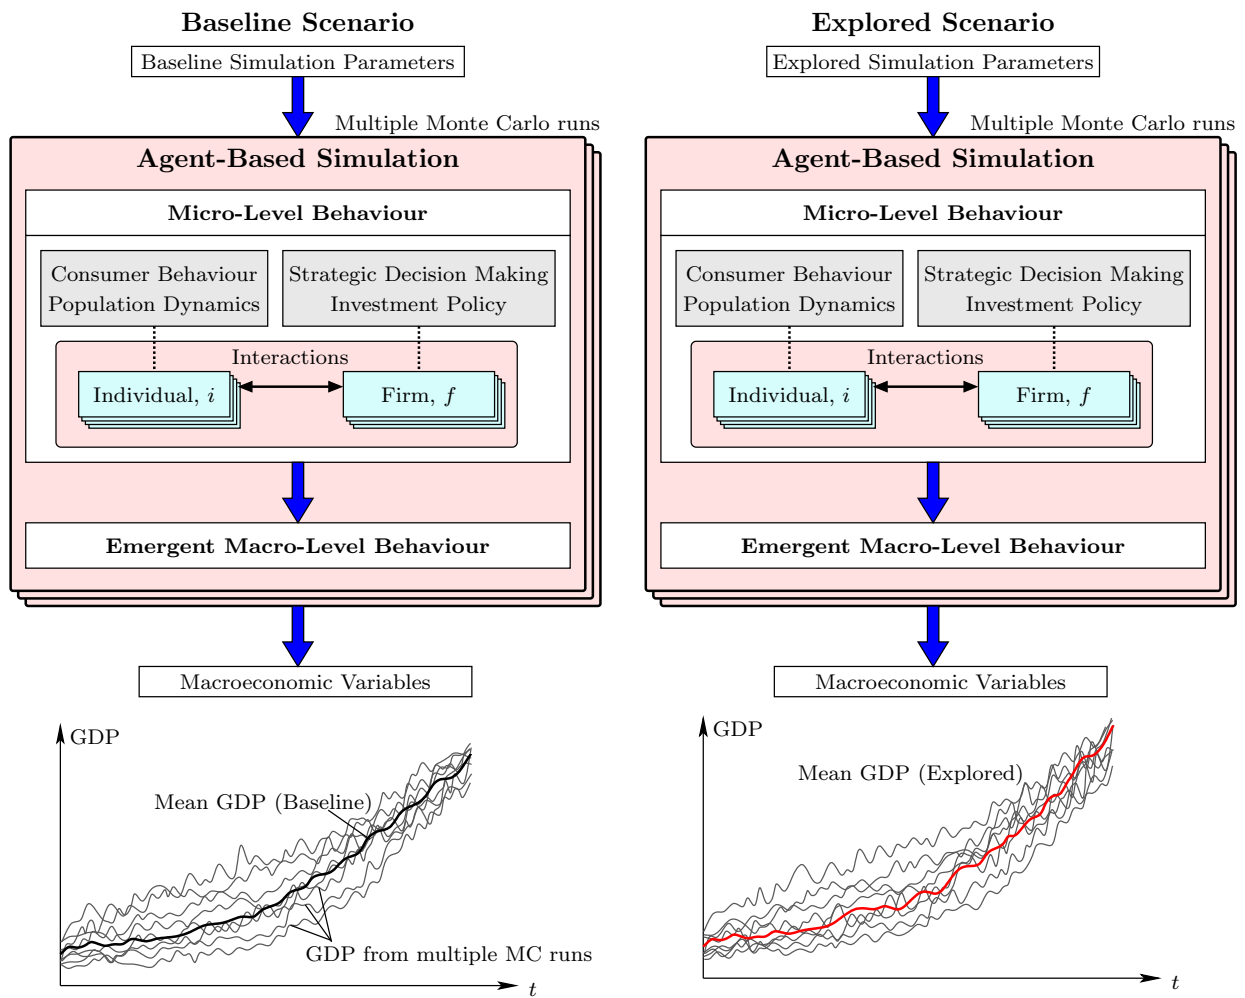 Baseline Scenario
Baseline Simulation Parameters
Multiple Monte Carlo runs
Agent-Based Simulation
Micro-Level Behaviour
Consumer Behaviour
Population Dynamics
Strategic Decision Making
Investment Policy
Interactions
Individual, i
Firm, f
Emergent Macro-Level Behaviour
Macroeconomic Variables
GDP
Mean GDP (Baseline)
GDP from multiple MC runs
t
Explored Scenario
Explored Simulation Parameters
Multiple Monte Carlo runs
Agent-Based Simulation
Micro-Level Behaviour
Consumer Behaviour
Population Dynamics
Strategic Decision Making
Investment Policy
Interactions
Individual, i
Firm, f
Emergent Macro-Level Behaviour
Macroeconomic Variables
GDP
Mean GDP (Explored)
t